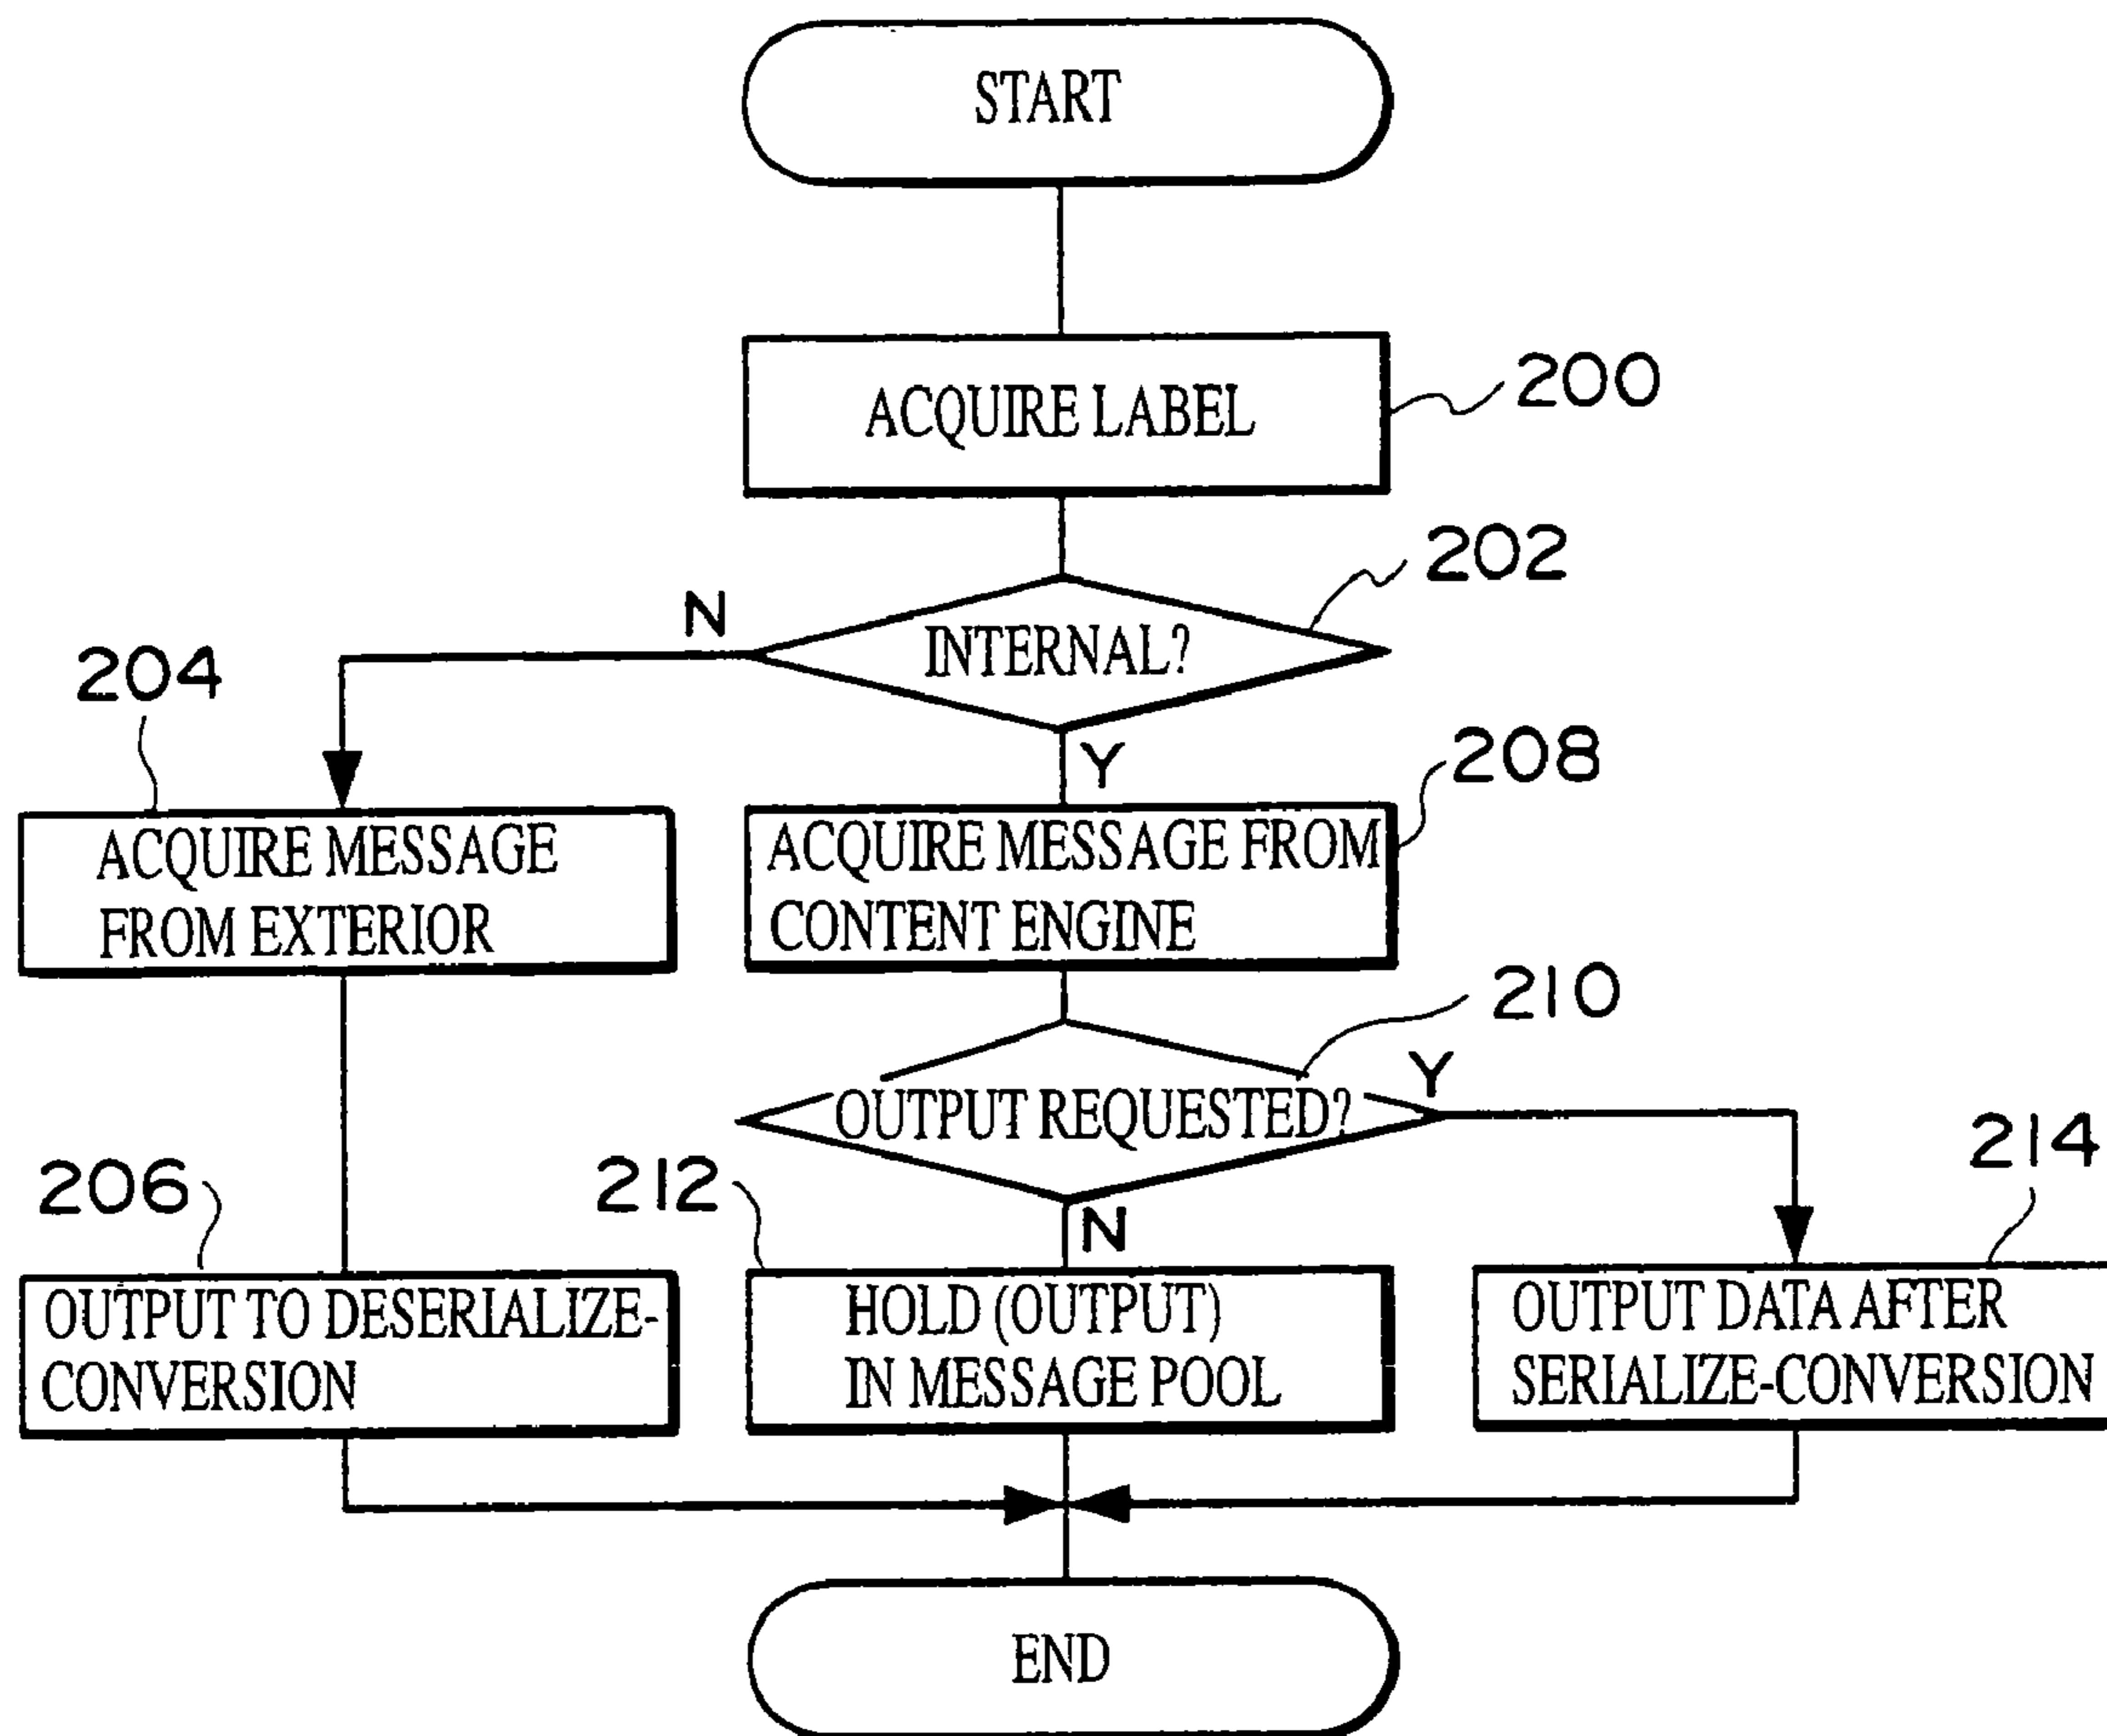 START
ACQUIRE LABEL
200
202
N
INTERNAL?
204
Y
208
ACQUIRE MESSAGE
FROM EXTERIOR
ACQUIRE MESSAGE FROM
CONTENT ENGINE
210
Y
OUTPUT REQUESTED?
214
206
212
N
OUTPUT TO DESERIALIZE-
CONVERSION
HOLD (OUTPUT)
IN MESSAGE POOL
OUTPUT DATA AFTER
SERIALIZE-CONVERSION
END